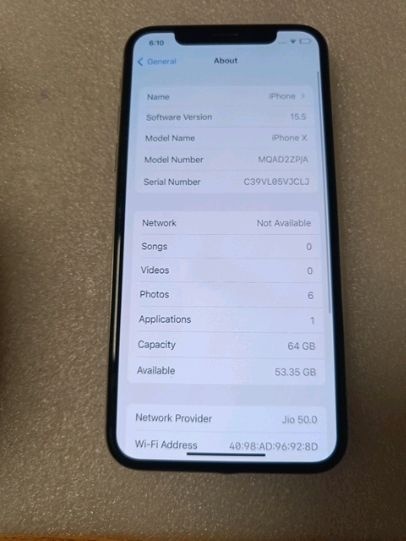 6:10
General
About
Name iPhone
Software Version 15.5
Model Name iPhone X
Model Number MQAD2ZP/A
Serial Number C39VL05VJCLJ
Network Not Available
Songs 0
Videos 0
Photos 6
Applications 1
Capacity 64 GB
Available 53.35 GB
Network Provider Jio 50.0
Wi-Fi Address 40:98:AD:96:92:8D